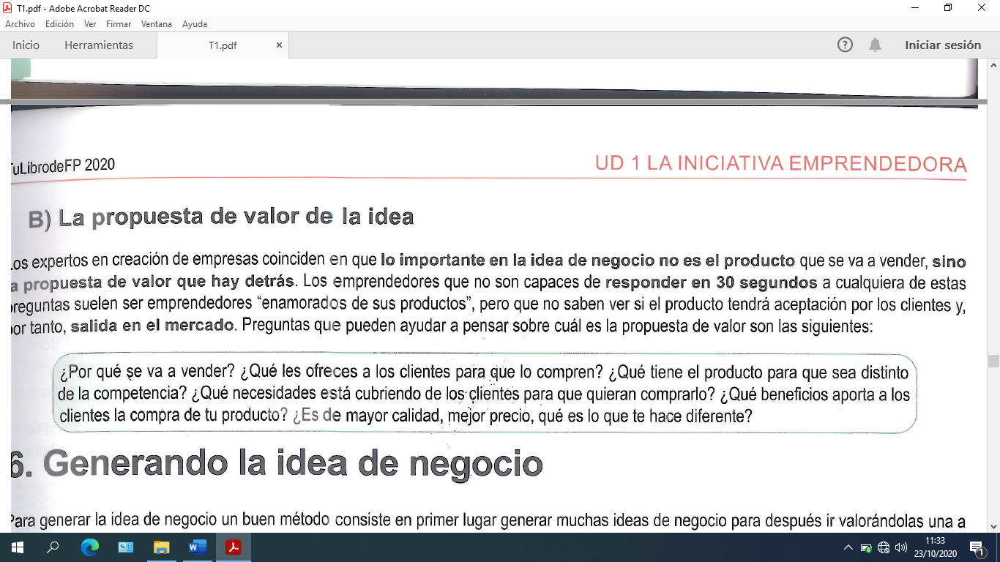 T1.pdf - Adobe Acrobat Reader DC
Archivo Edición Ver Firmar Ventana Ayuda
Inicio Herramientas T1.pdf × ? Iniciar sesión
TuLibrodeFP 2020 UD 1 LA INICIATIVA EMPRENDEDORA
B) La propuesta de valor de la idea
Los expertos en creación de empresas coinciden en que lo importante en la idea de negocio no es el producto que se va a vender, sino
la propuesta de valor que hay detrás. Los emprendedores que no son capaces de responder en 30 segundos a cualquiera de estas
preguntas suelen ser emprendedores “enamorados de sus productos”, pero que no saben ver si el producto tendrá aceptación por los clientes y,
por tanto, salida en el mercado. Preguntas que pueden ayudar a pensar sobre cuál es la propuesta de valor son las siguientes:
¿Por qué se va a vender? ¿Qué les ofreces a los clientes para que lo compren? ¿Qué tiene el producto para que sea distinto
de la competencia? ¿Qué necesidades está cubriendo de los clientes para que quieran comprarlo? ¿Qué beneficios aporta a los
clientes la compra de tu producto? ¿Es de mayor calidad, mejor precio, qué es lo que te hace diferente?
6. Generando la idea de negocio
Para generar la idea de negocio un buen método consiste en primer lugar generar muchas ideas de negocio para después ir valorándolas una a
11:33
23/10/2020
1